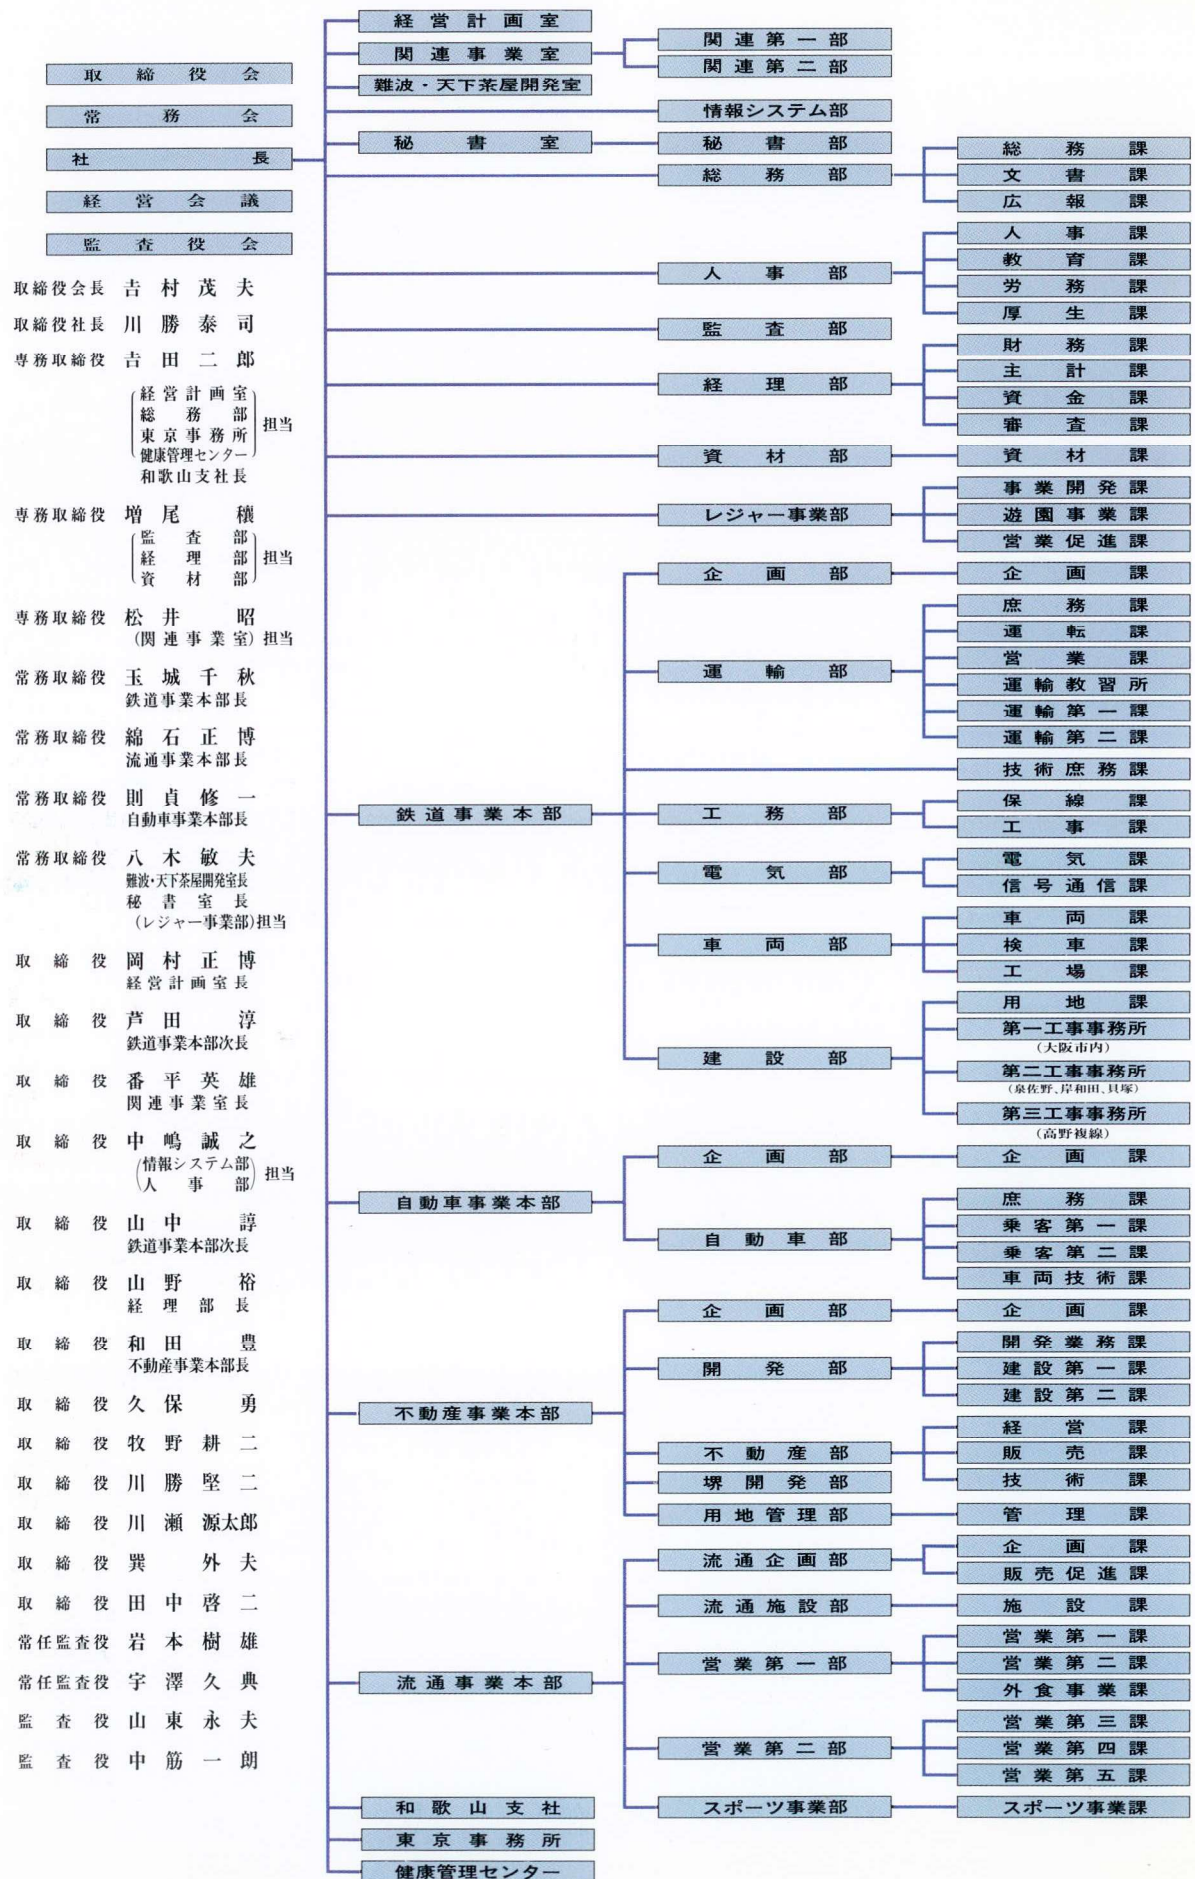 取締役会
常務会
社長
経営会議
監査役会
取締役会長 吉村茂夫
取締役社長 川勝泰司
専務取締役 吉田二郎
経営計画室
総務部
東京事務所
健康管理センター
担当
和歌山支社長
専務取締役 増尾穰
監査部
経理部
資材部
担当
専務取締役 松井昭
(関連事業室)担当
常務取締役 玉城千秋
鉄道事業本部長
常務取締役 綿石正博
流通事業本部長
常務取締役 則貞修一
自動車事業本部長
常務取締役 八木敏夫
難波・天下茶屋開発室長
秘書室長
(レジャー事業部)担当
取締役 岡村正博
経営計画室長
取締役 芦田淳
鉄道事業本部次長
取締役 番平英雄
関連事業室長
取締役 中嶋誠之
(情報システム部
人事部)担当
取締役 山中諄
鉄道事業本部次長
取締役 山野裕
経理部長
取締役 和田豊
不動産事業本部長
取締役 久保勇
取締役 牧野耕二
取締役 川勝堅二
取締役 川瀬源太郎
取締役 巽外夫
取締役 田中啓二
常任監査役 岩本樹雄
常任監査役 宇澤久典
監査役 山東永夫
監査役 中筋一朗
経営計画室
関連事業室
関連第一部
関連第二部
難波・天下茶屋開発室
情報システム部
秘書室
秘書部
総務部
総務課
文書課
広報課
人事部
人事課
教育課
労務課
厚生課
監査部
経理部
財務課
主計課
資金課
審査課
資材部
資材課
レジャー事業部
事業開発課
遊園事業課
営業促進課
鉄道事業本部
企画部
企画課
運輸部
庶務課
運転課
営業課
運輸教習所
運輸第一課
運輸第二課
技術庶務課
工務部
保線課
工事課
電気部
電気課
信号通信課
車両部
車両課
検車課
工場課
建設部
用地課
第一工事事務所
(大阪市内)
第二工事事務所
(泉佐野、岸和田、貝塚)
第三工事事務所
(高野複線)
自動車事業本部
企画部
企画課
自動車部
庶務課
乗客第一課
乗客第二課
車両技術課
不動産事業本部
企画部
企画課
開発部
開発業務課
建設第一課
建設第二課
不動産部
経営課
販売課
技術課
堺開発部
用地管理部
管理課
流通事業本部
流通企画部
企画課
販売促進課
流通施設部
施設課
営業第一部
営業第一課
営業第二課
外食事業課
営業第二部
営業第三課
営業第四課
営業第五課
スポーツ事業部
スポーツ事業課
和歌山支社
東京事務所
健康管理センター